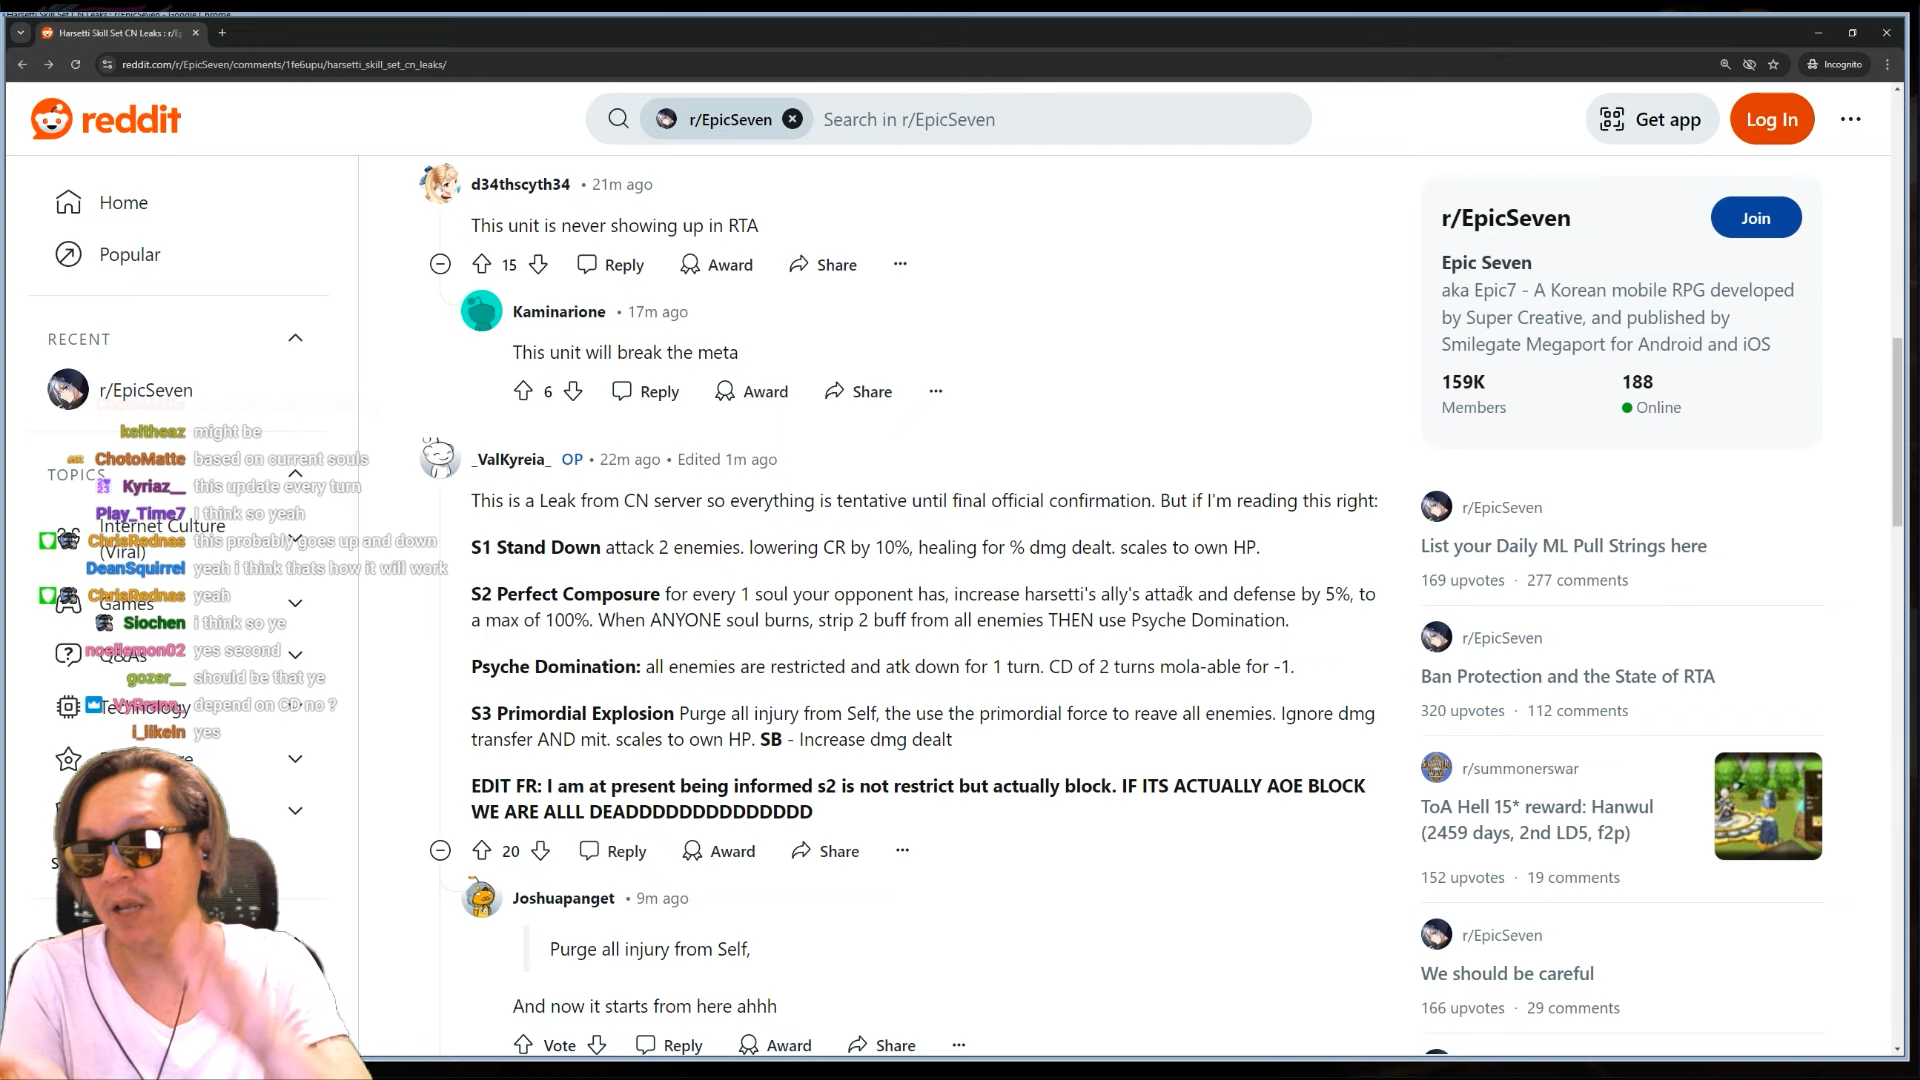 Harsetti Skill Set CN Leaks : r/E
reddit.com/r/EpicSeven/comments/1fe6upu/harsetti_skill_set_cn_leaks/
Incognito
reddit
r/EpicSeven
Search in r/EpicSeven
Get app
Log In
Home
Popular
RECENT
r/EpicSeven
TOPICS
Internet Culture
(Viral)
Games
Q&As
Technology
keitheaz might be
ChotoMatte based on current souls
Kyriaz__ this update every turn
Play_Time7 I think so yeah
ChrisRednas this probably goes up and down
DeanSquirrel yeah i think thats how it will work
ChrisRednas yeah
Siochen i think so ye
noellemon02 yes second
gozer__ should be that ye
VyBrann_ depend on CD no ?
i_likein yes
d34thscyth34 • 21m ago
This unit is never showing up in RTA
15 Reply Award Share
Kaminarione • 17m ago
This unit will break the meta
6 Reply Award Share
_ValKyreia_ OP • 22m ago • Edited 1m ago
This is a Leak from CN server so everything is tentative until final official confirmation. But if I'm reading this right:
S1 Stand Down attack 2 enemies. lowering CR by 10%, healing for % dmg dealt. scales to own HP.
S2 Perfect Composure for every 1 soul your opponent has, increase harsetti's ally's attack and defense by 5%, to
a max of 100%. When ANYONE soul burns, strip 2 buff from all enemies THEN use Psyche Domination.
Psyche Domination: all enemies are restricted and atk down for 1 turn. CD of 2 turns mola-able for -1.
S3 Primordial Explosion Purge all injury from Self, the use the primordial force to reave all enemies. Ignore dmg
transfer AND mit. scales to own HP. SB - Increase dmg dealt
EDIT FR: I am at present being informed s2 is not restrict but actually block. IF ITS ACTUALLY AOE BLOCK
WE ARE ALLL DEADDDDDDDDDDDDDD
20 Reply Award Share
Joshuapanget • 9m ago
Purge all injury from Self,
And now it starts from here ahhh
Vote Reply Award Share
r/EpicSeven
Join
Epic Seven
aka Epic7 - A Korean mobile RPG developed
by Super Creative, and published by
Smilegate Megaport for Android and iOS
159K 188
Members Online
r/EpicSeven
List your Daily ML Pull Strings here
169 upvotes · 277 comments
r/EpicSeven
Ban Protection and the State of RTA
320 upvotes · 112 comments
r/summonerswar
ToA Hell 15* reward: Hanwul
(2459 days, 2nd LD5, f2p)
152 upvotes · 19 comments
r/EpicSeven
We should be careful
166 upvotes · 29 comments